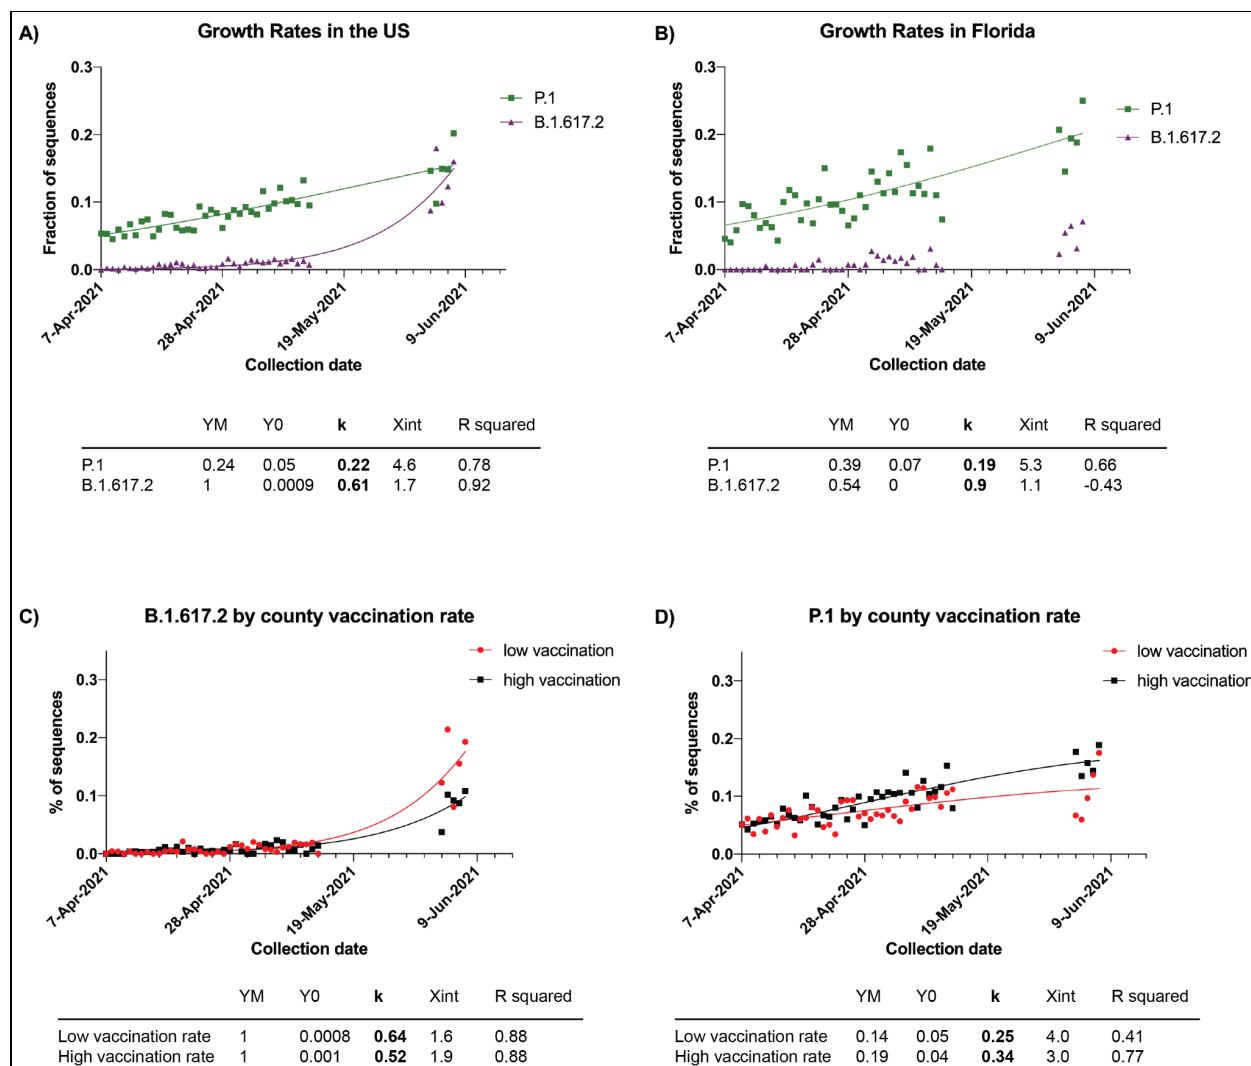 A) Growth Rates in the US
Fraction of sequences
0.3
0.2
0.1
0.0
P.1
B.1.617.2
7-Apr-2021
28-Apr-2021
19-May-2021
9-Jun-2021
Collection date
YM Y0 k Xint R squared
P.1 0.24 0.05 0.22 4.6 0.78
B.1.617.2 1 0.0009 0.61 1.7 0.92
B) Growth Rates in Florida
Fraction of sequences
0.3
0.2
0.1
0.0
P.1
B.1.617.2
7-Apr-2021
28-Apr-2021
19-May-2021
9-Jun-2021
Collection date
YM Y0 k Xint R squared
P.1 0.39 0.07 0.19 5.3 0.66
B.1.617.2 0.54 0 0.9 1.1 -0.43
C) B.1.617.2 by county vaccination rate
% of sequences
0.3
0.2
0.1
0.0
low vaccination
high vaccination
7-Apr-2021
28-Apr-2021
19-May-2021
9-Jun-2021
Collection date
YM Y0 k Xint R squared
Low vaccination rate 1 0.0008 0.64 1.6 0.88
High vaccination rate 1 0.001 0.52 1.9 0.88
D) P.1 by county vaccination rate
% of sequences
0.3
0.2
0.1
0.0
low vaccination
high vaccination
7-Apr-2021
28-Apr-2021
19-May-2021
9-Jun-2021
Collection date
YM Y0 k Xint R squared
Low vaccination rate 0.14 0.05 0.25 4.0 0.41
High vaccination rate 0.19 0.04 0.34 3.0 0.77